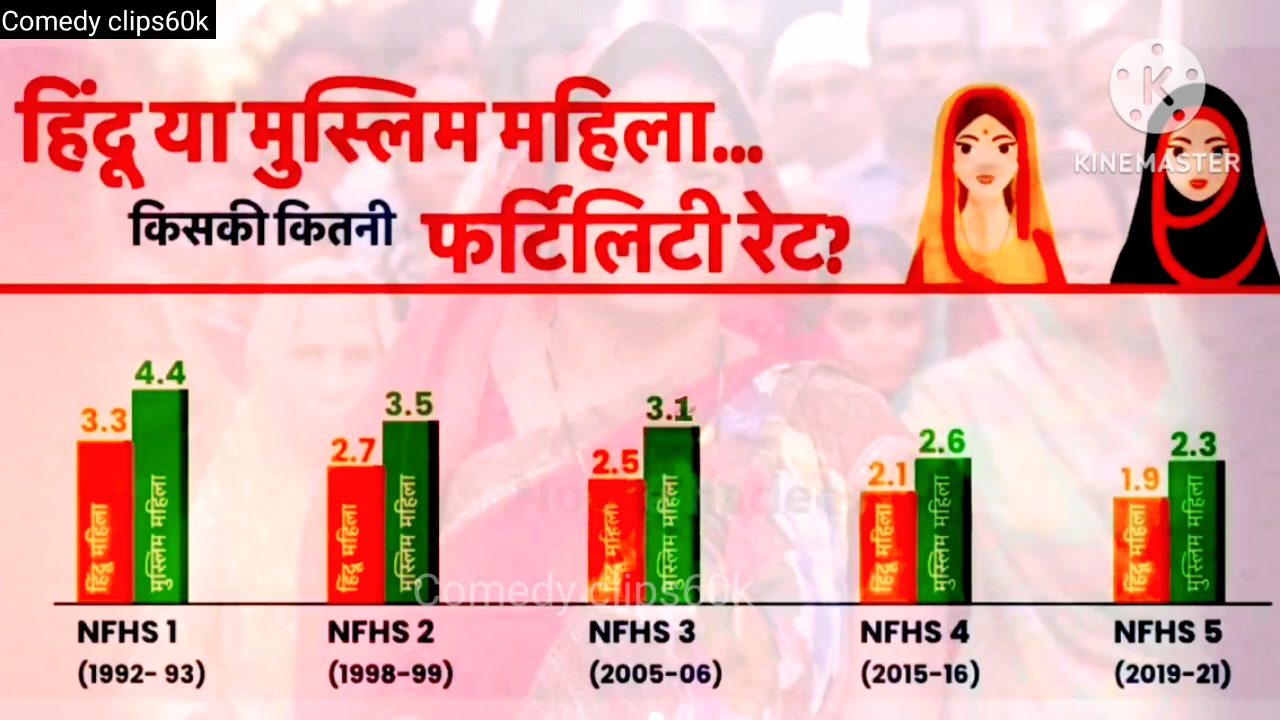 Comedy clips60k
हिंदू या मुस्लिम महिला...
किसकी कितनी फर्टिलिटी रेट?
K
KINEMASTER
3.3 4.4 2.7 3.5 2.5 3.1 2.1 2.6 1.9 2.3
हिंदू महिला मुस्लिम महिला हिंदू महिला मुस्लिम महिला हिंदू महिला मुस्लिम महिला हिंदू महिला मुस्लिम महिला हिंदू महिला मुस्लिम महिला
Comedy clips60k
NFHS 1 NFHS 2 NFHS 3 NFHS 4 NFHS 5
(1992- 93) (1998-99) (2005-06) (2015-16) (2019-21)